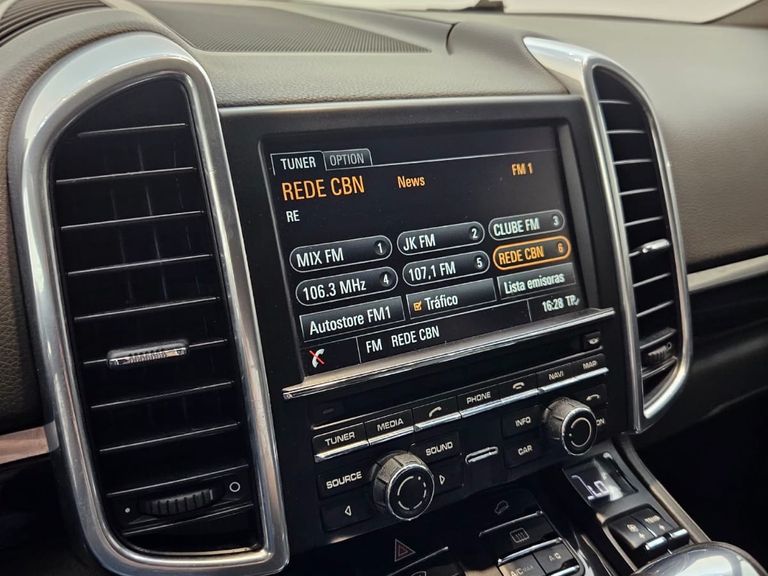 TUNER OPTION
REDE CBN News FM 1
RE
MIX FM 1 JK FM 2 CLUBE FM 3
106.3 MHz 4 107,1 FM 5 REDE CBN 6
Autostore FM1 Tráfico Lista emisoras
FM REDE CBN 16:28 TP
TUNER MEDIA PHONE NAVI MAP
SOURCE SOUND INFO
CAR
A/C MAX A/C